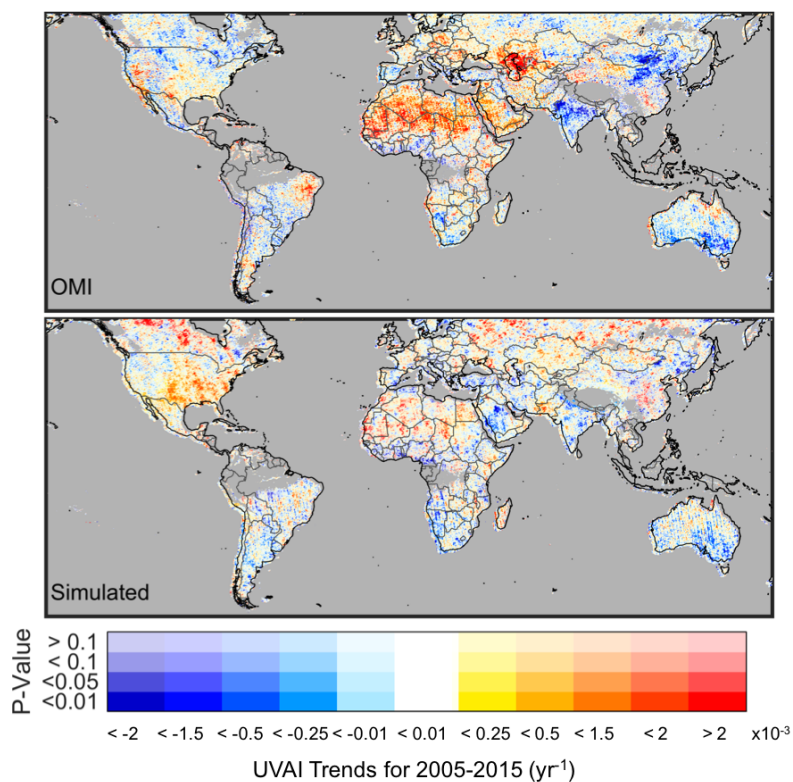 OMI
Simulated
P-Value
> 0.1
< 0.1
<0.05
<0.01
< -2 < -1.5 < -0.5 < -0.25 < -0.01 < 0.01 < 0.25 < 0.5 < 1.5 < 2 > 2 x10⁻³
UVAI Trends for 2005-2015 (yr⁻¹)